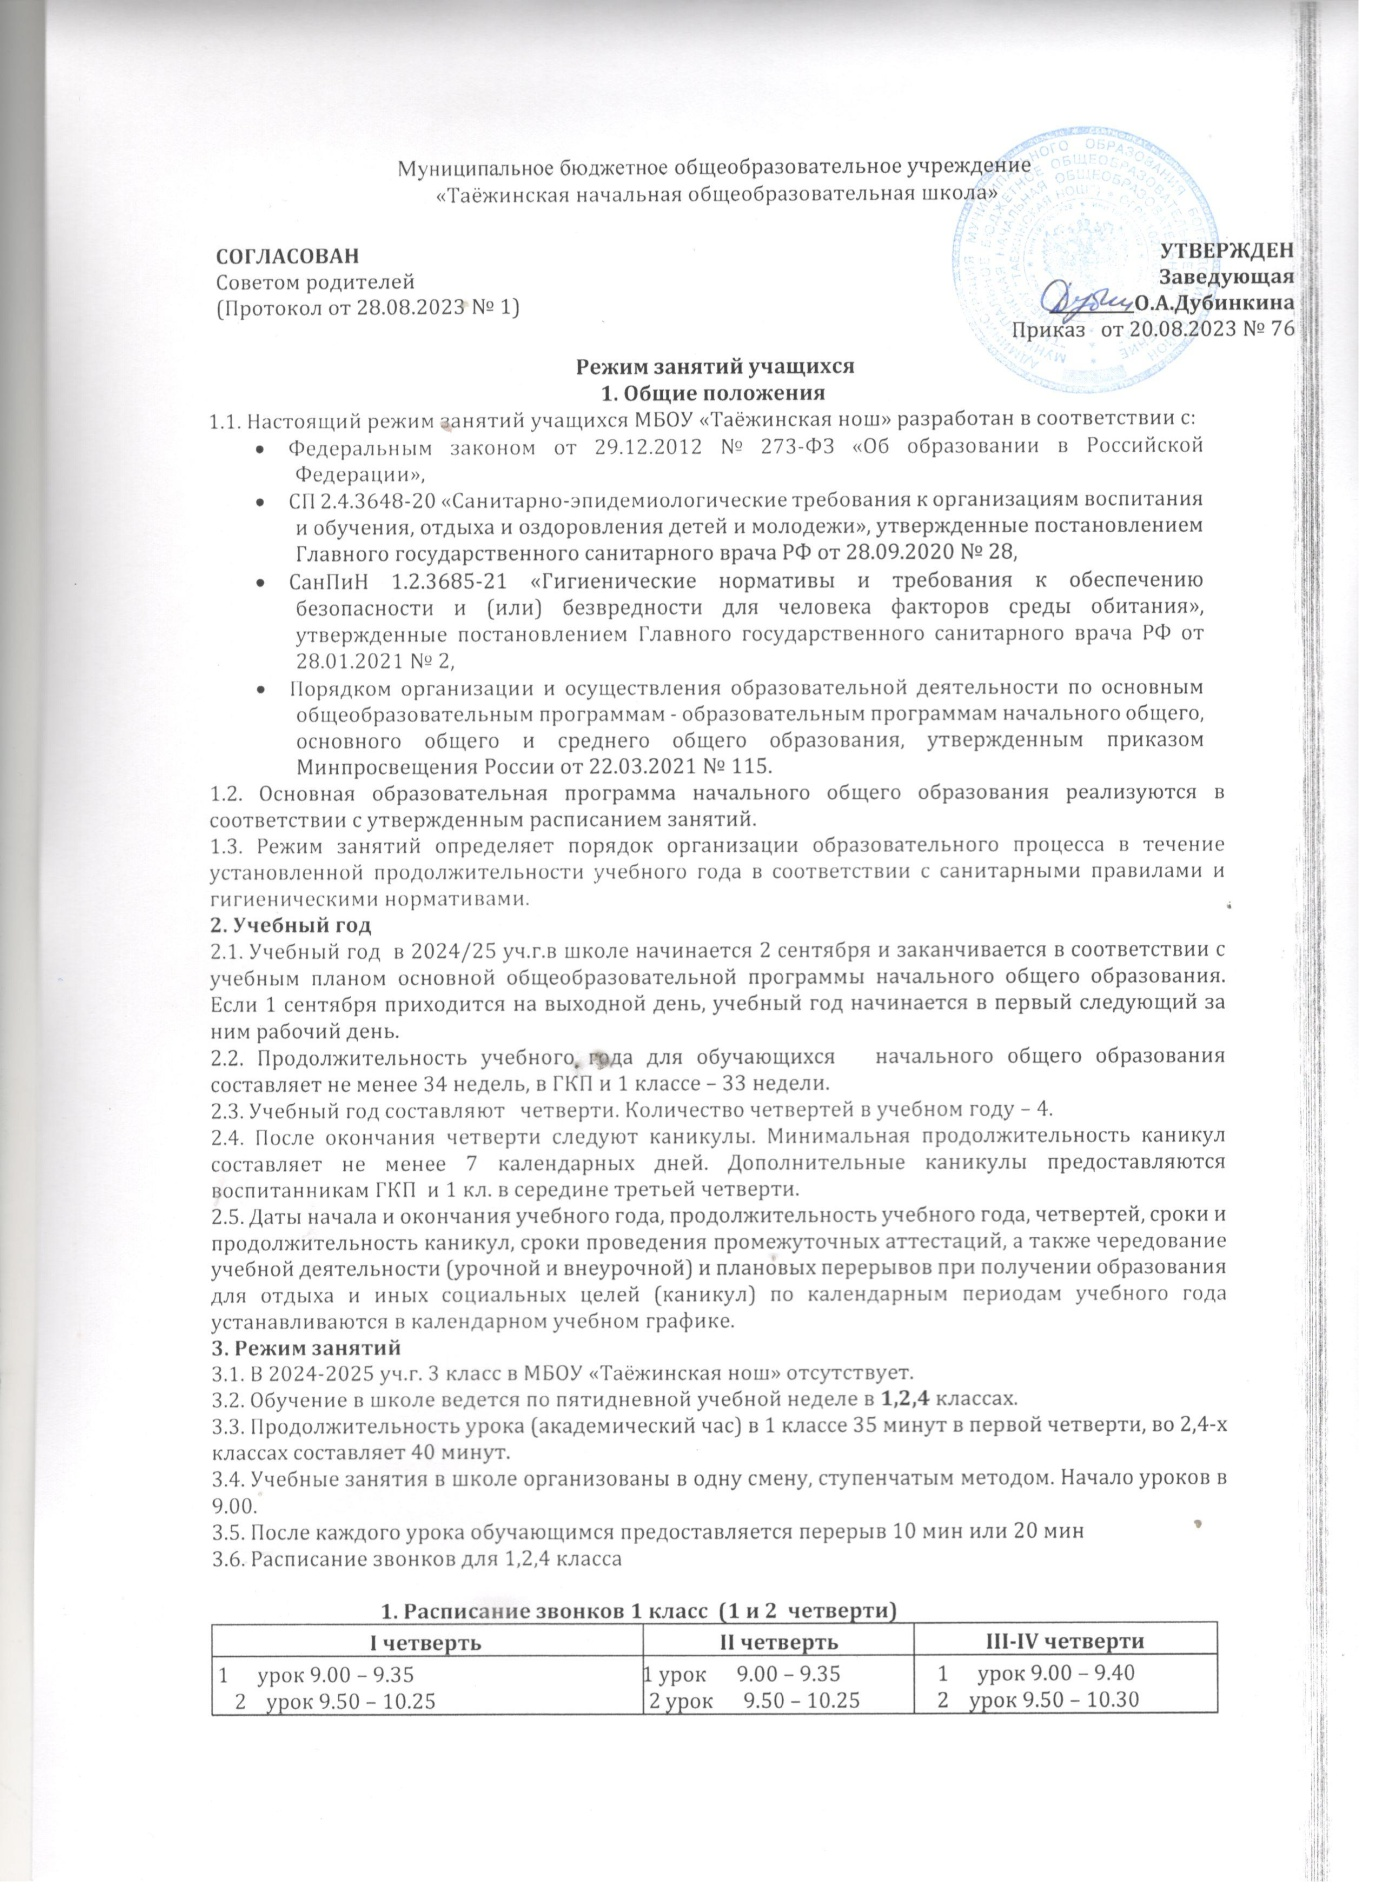 Муниципальное бюджетное общеобразовательное учреждение
«Таёжинская начальная общеобразовательная школа»
СОГЛАСОВАН
Советом родителей
(Протокол от 28.08.2023 № 1)
УТВЕРЖДЕН
Заведующая
О.А.Дубинкина
Приказ от 20.08.2023 № 76
Режим занятий учащихся
1. Общие положения
1.1. Настоящий режим занятий учащихся МБОУ «Таёжинская нош» разработан в соответствии с:
• Федеральным законом от 29.12.2012 № 273-ФЗ «Об образовании в Российской
Федерации»,
• СП 2.4.3648-20 «Санитарно-эпидемиологические требования к организациям воспитания
и обучения, отдыха и оздоровления детей и молодежи», утвержденные постановлением
Главного государственного санитарного врача РФ от 28.09.2020 № 28,
• СанПиН 1.2.3685-21 «Гигиенические нормативы и требования к обеспечению
безопасности и (или) безвредности для человека факторов среды обитания»,
утвержденные постановлением Главного государственного санитарного врача РФ от
28.01.2021 № 2,
• Порядком организации и осуществления образовательной деятельности по основным
общеобразовательным программам - образовательным программам начального общего,
основного общего и среднего общего образования, утвержденным приказом
Минпросвещения России от 22.03.2021 № 115.
1.2. Основная образовательная программа начального общего образования реализуются в
соответствии с утвержденным расписанием занятий.
1.3. Режим занятий определяет порядок организации образовательного процесса в течение
установленной продолжительности учебного года в соответствии с санитарными правилами и
гигиеническими нормативами.
2. Учебный год
2.1. Учебный год в 2024/25 уч.г.в школе начинается 2 сентября и заканчивается в соответствии с
учебным планом основной общеобразовательной программы начального общего образования.
Если 1 сентября приходится на выходной день, учебный год начинается в первый следующий за
ним рабочий день.
2.2. Продолжительность учебного года для обучающихся начального общего образования
составляет не менее 34 недель, в ГКП и 1 классе – 33 недели.
2.3. Учебный год составляют четверти. Количество четвертей в учебном году – 4.
2.4. После окончания четверти следуют каникулы. Минимальная продолжительность каникул
составляет не менее 7 календарных дней. Дополнительные каникулы предоставляются
воспитанникам ГКП и 1 кл. в середине третьей четверти.
2.5. Даты начала и окончания учебного года, продолжительность учебного года, четвертей, сроки и
продолжительность каникул, сроки проведения промежуточных аттестаций, а также чередование
учебной деятельности (урочной и внеурочной) и плановых перерывов при получении образования
для отдыха и иных социальных целей (каникул) по календарным периодам учебного года
устанавливаются в календарном учебном графике.
3. Режим занятий
3.1. В 2024-2025 уч.г. 3 класс в МБОУ «Таёжинская нош» отсутствует.
3.2. Обучение в школе ведется по пятидневной учебной неделе в 1,2,4 классах.
3.3. Продолжительность урока (академический час) в 1 классе 35 минут в первой четверти, во 2,4-х
классах составляет 40 минут.
3.4. Учебные занятия в школе организованы в одну смену, ступенчатым методом. Начало уроков в
9.00.
3.5. После каждого урока обучающимся предоставляется перерыв 10 мин или 20 мин
3.6. Расписание звонков для 1,2,4 класса
1. Расписание звонков 1 класс (1 и 2 четверти)
I четверть II четверть III-IV четверти
1 урок 9.00 – 9.35 1 урок 9.00 – 9.35 1 урок 9.00 – 9.40
2 урок 9.50 – 10.25 2 урок 9.50 – 10.25 2 урок 9.50 – 10.30